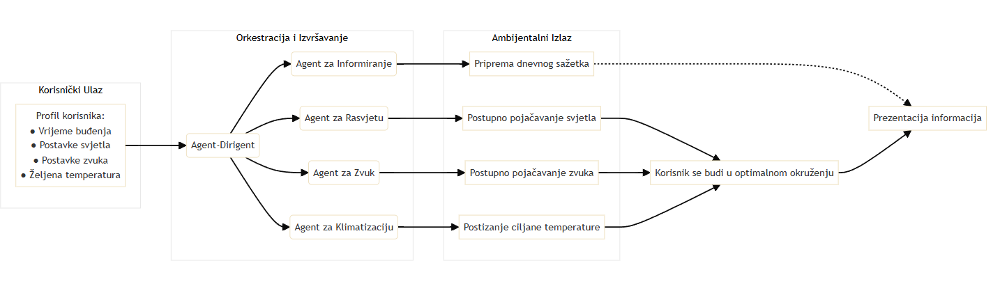 Korisnički Ulaz
Profil korisnika:
● Vrijeme buđenja
● Postavke svjetla
● Postavke zvuka
● Željena temperatura
Orkestracija i Izvršavanje
Agent-Dirigent
Agent za Informiranje
Agent za Rasvjetu
Agent za Zvuk
Agent za Klimatizaciju
Ambijentalni Izlaz
Priprema dnevnog sažetka
Postupno pojačavanje svjetla
Postupno pojačavanje zvuka
Postizanje ciljane temperature
Korisnik se budi u optimalnom okruženju
Prezentacija informacija